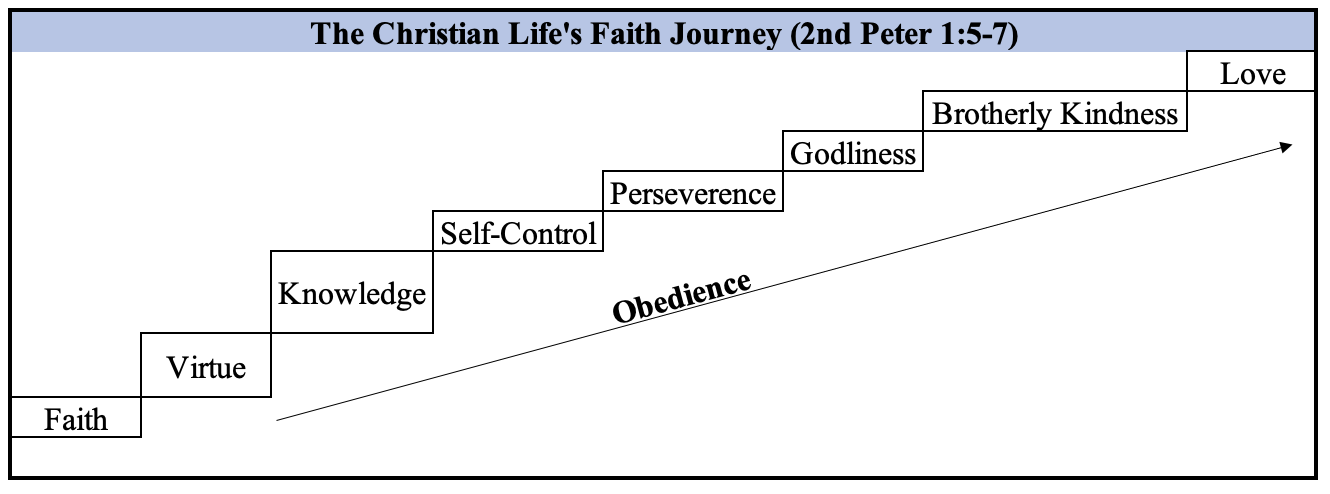 The Christian Life's Faith Journey (2nd Peter 1:5-7)
Love
Brotherly Kindness
Godliness
Perseverence
Self-Control
Knowledge
Obedience
Virtue
Faith